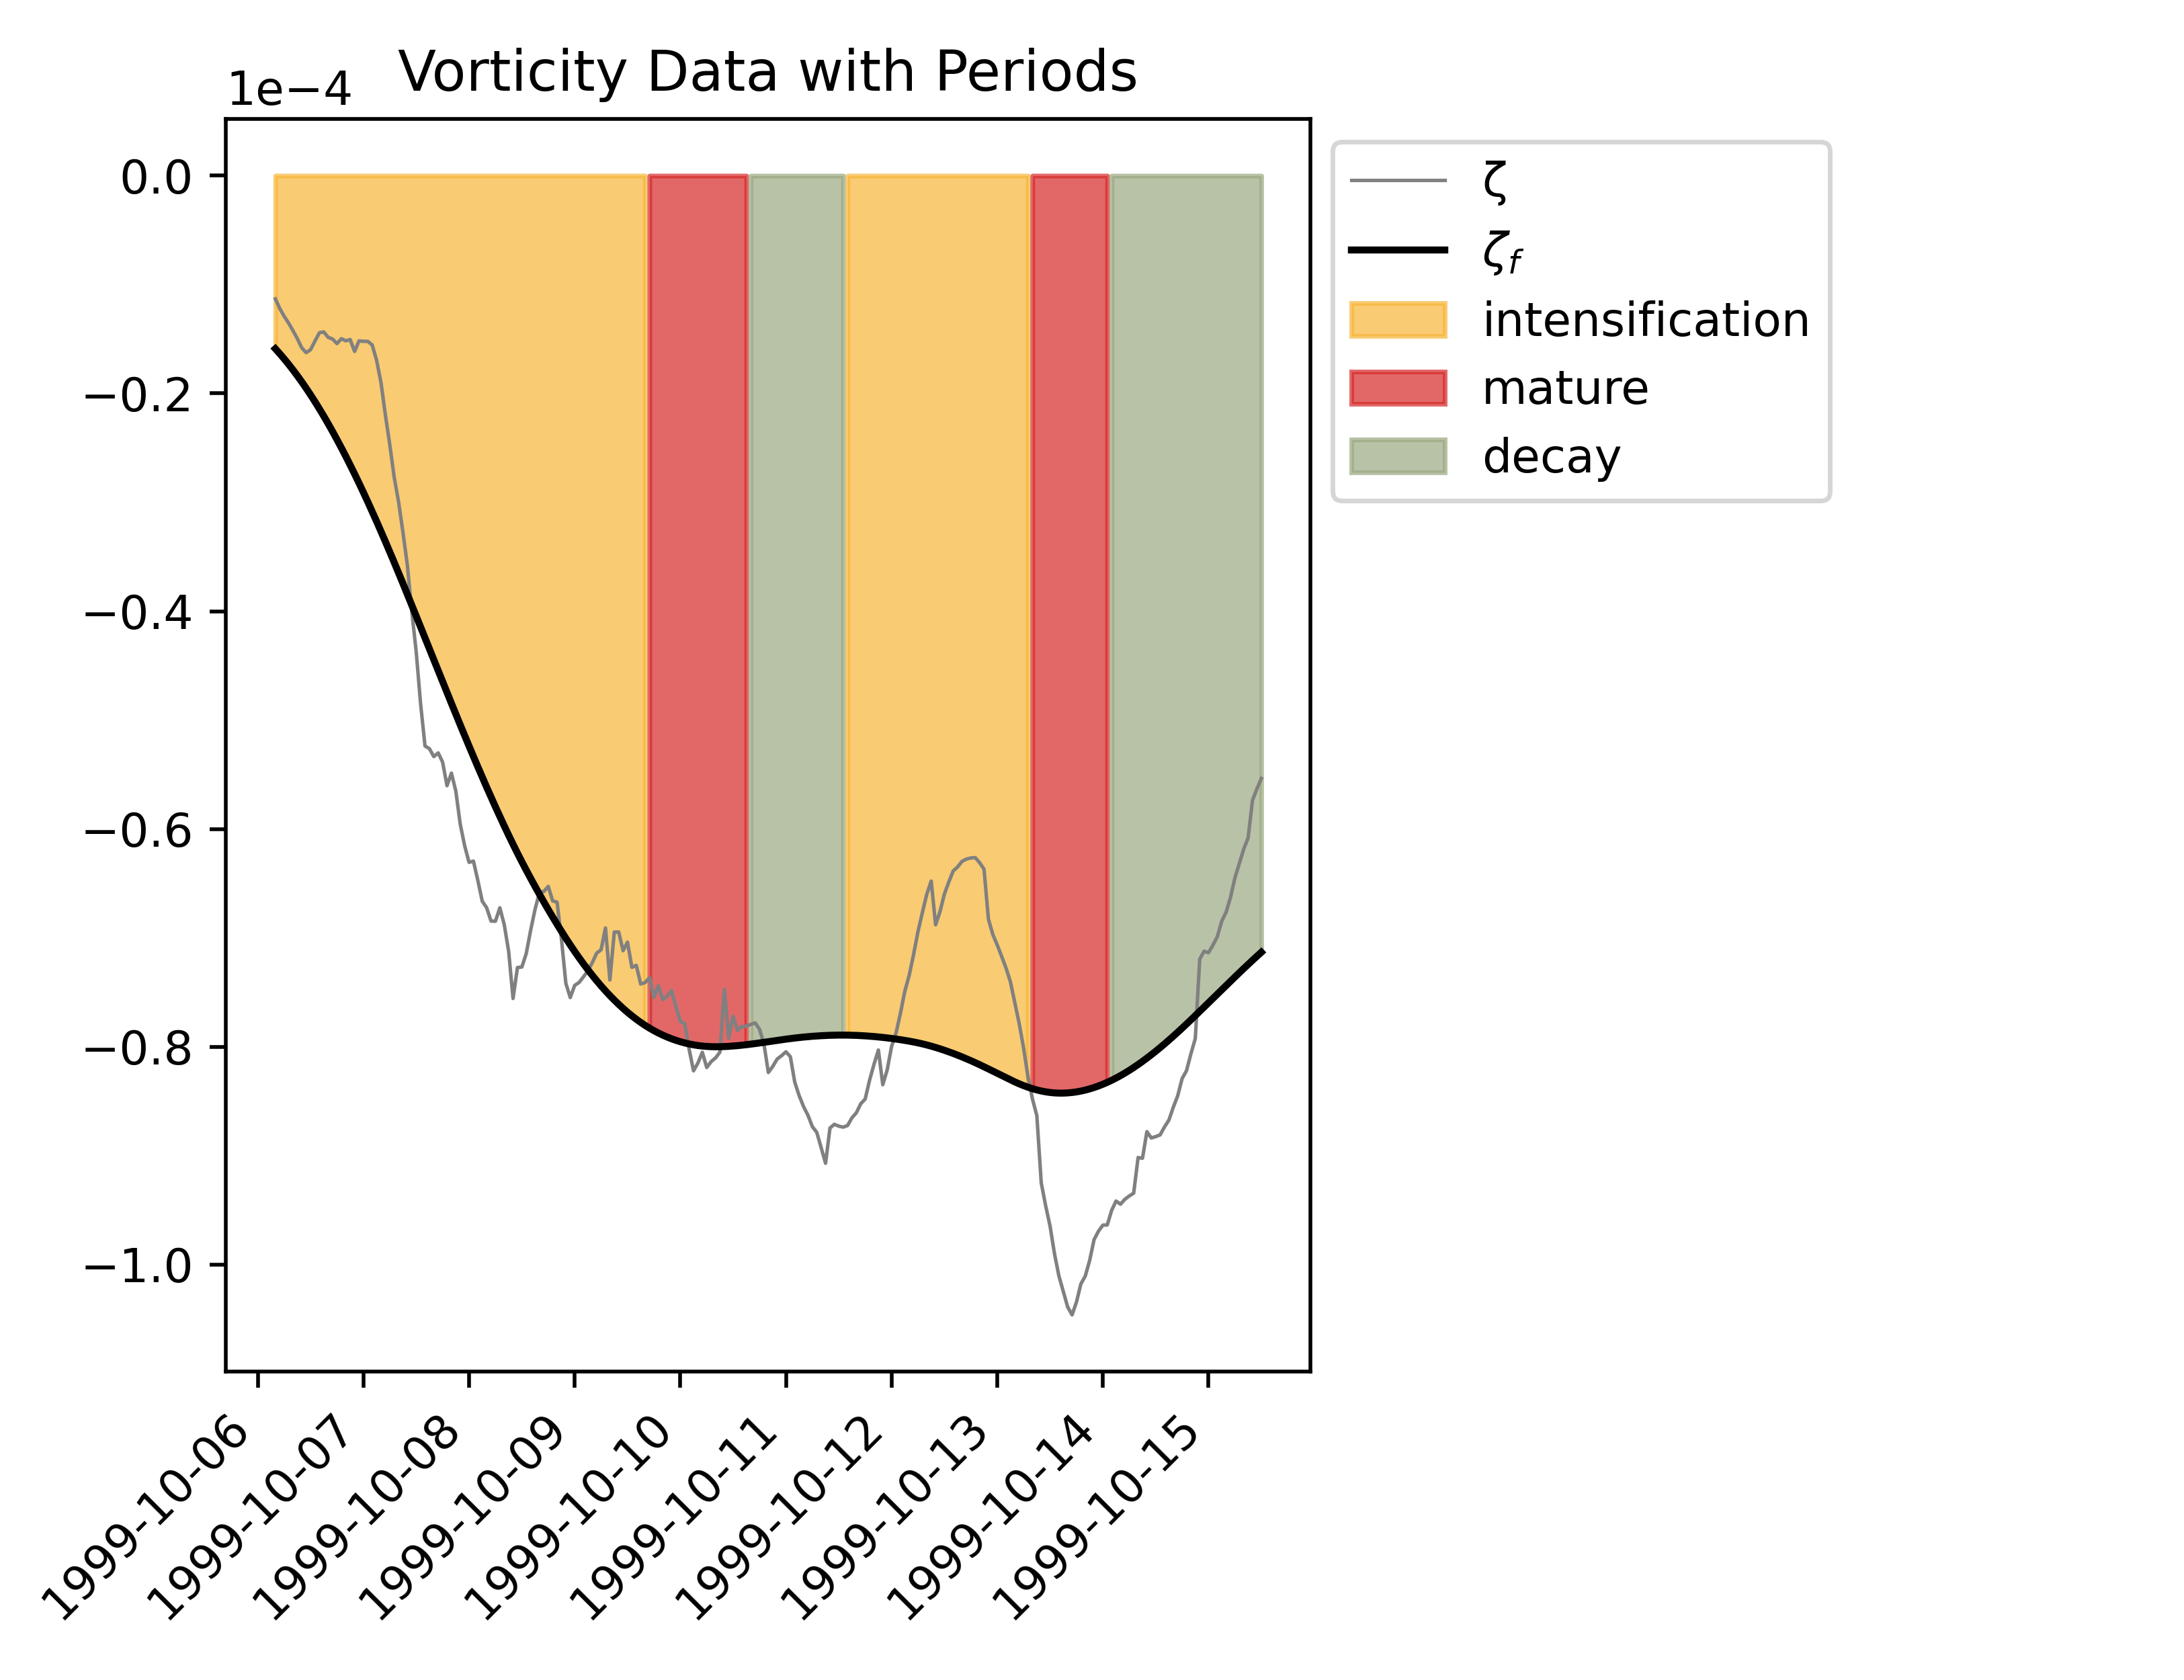 Vorticity Data with Periods
1e−4
0.0
−0.2
−0.4
−0.6
−0.8
−1.0
1999-10-06
1999-10-07
1999-10-08
1999-10-09
1999-10-10
1999-10-11
1999-10-12
1999-10-13
1999-10-14
1999-10-15
ζ
ζf
intensification
mature
decay